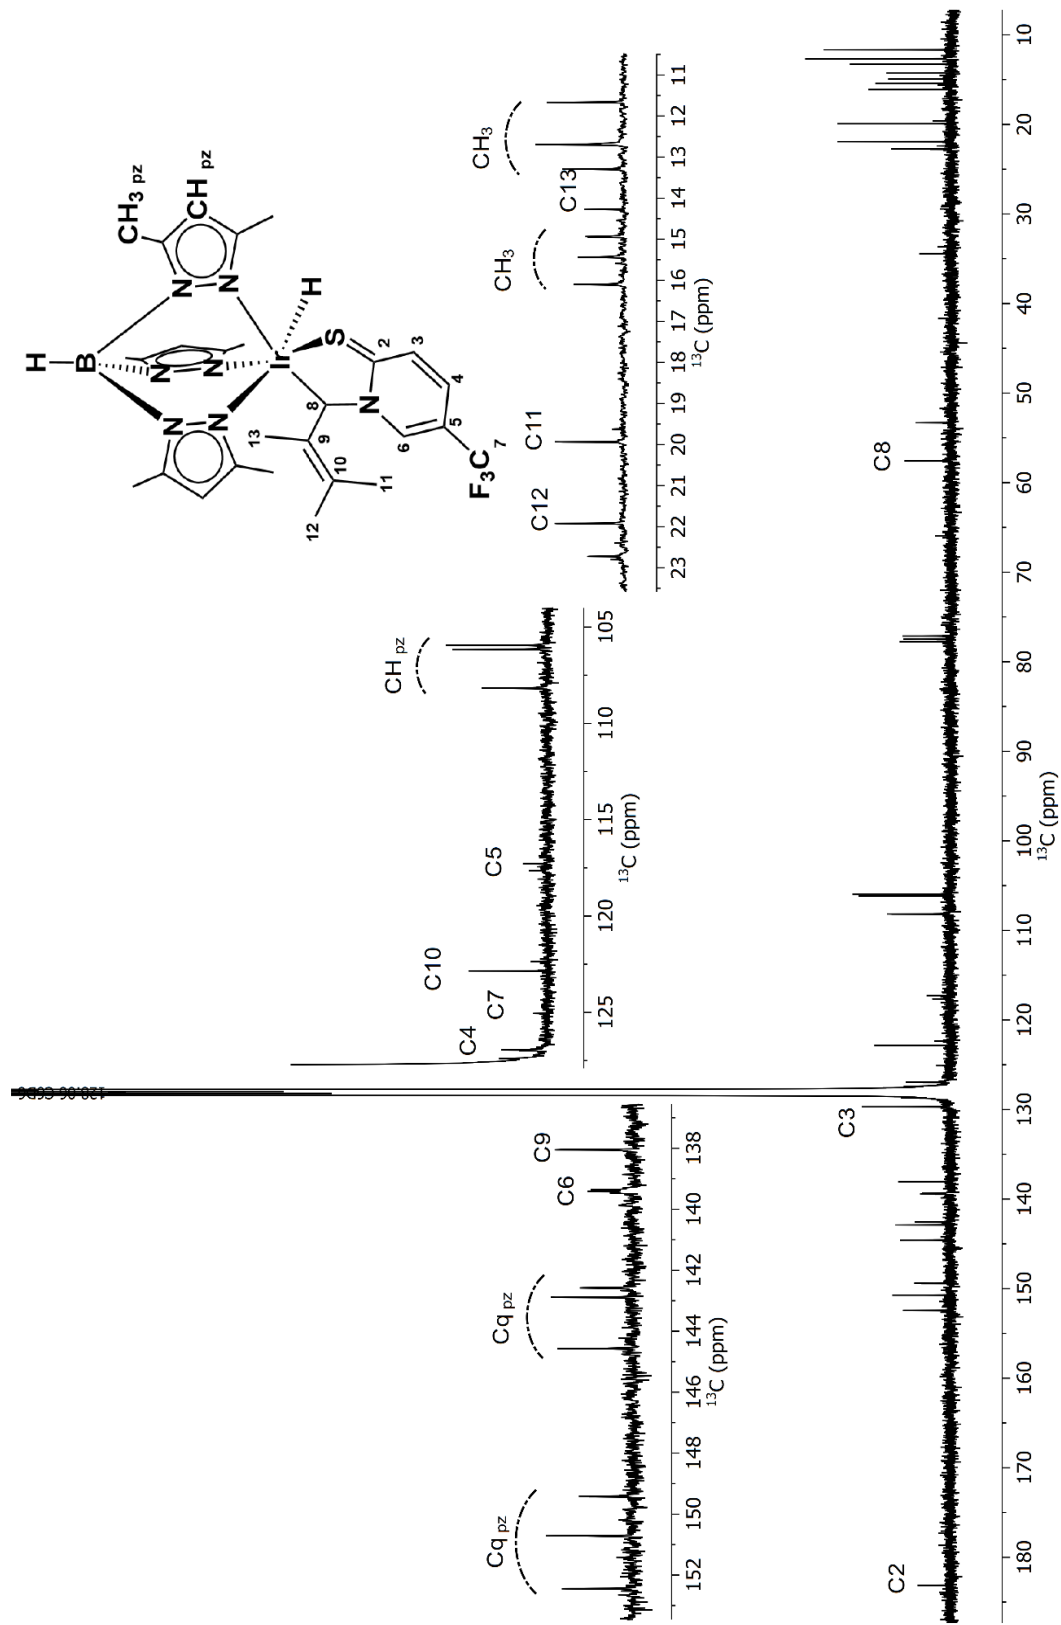 H
B
N
N
N
N
N
N
CH3 pz
CH pz
Ir
H
S
N
2
3
4
5
6
7
8
9
10
11
12
13
F3C
128.06 C6D6
Cq pz
Cq pz
C6
C9
152 150 148 146 144 142 140 138
13C (ppm)
C4
C7
C10
C5
CH pz
125 120 115 110 105
13C (ppm)
C12
C11
CH3
C13
CH3
23 22 21 20 19 18 17 16 15 14 13 12 11
13C (ppm)
C2
C3
C8
180 170 160 150 140 130 120 110 100 90 80 70 60 50 40 30 20 10
13C (ppm)